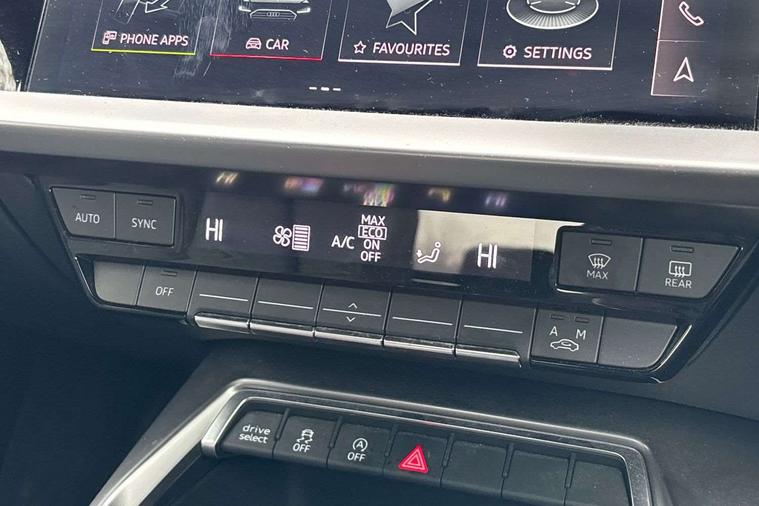 PHONE APPS
CAR
FAVOURITES
SETTINGS
AUTO
SYNC
HI
A/C
MAX
ECO
ON
OFF
HI
MAX
REAR
OFF
A M
drive
select
OFF
A
OFF